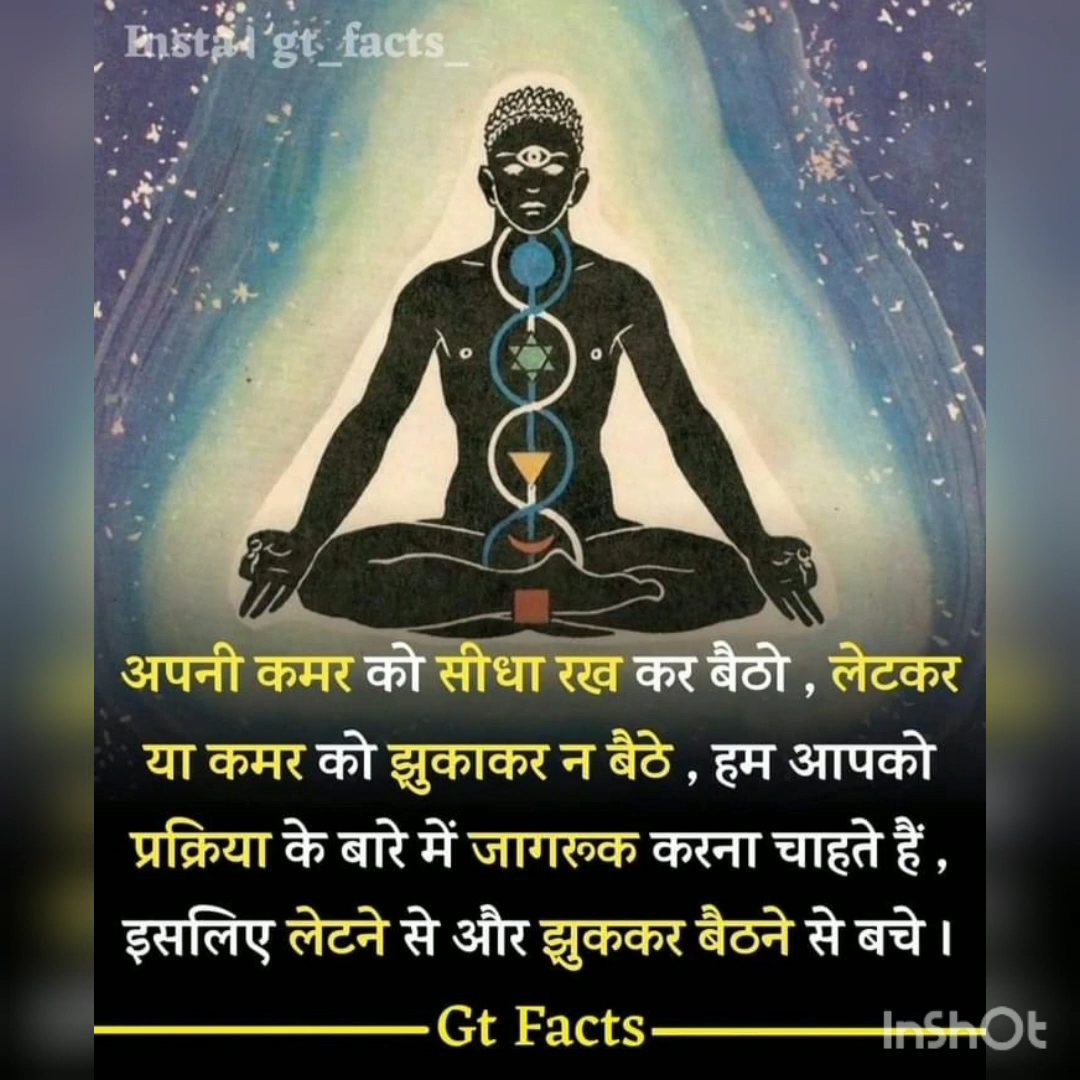 Insta| gt_facts_
अपनी कमर को सीधा रख कर बैठो , लेटकर
या कमर को झुकाकर न बैठे , हम आपको
प्रक्रिया के बारे में जागरूक करना चाहते हैं ,
इसलिए लेटने से और झुककर बैठने से बचे ।
Gt Facts
InShOt